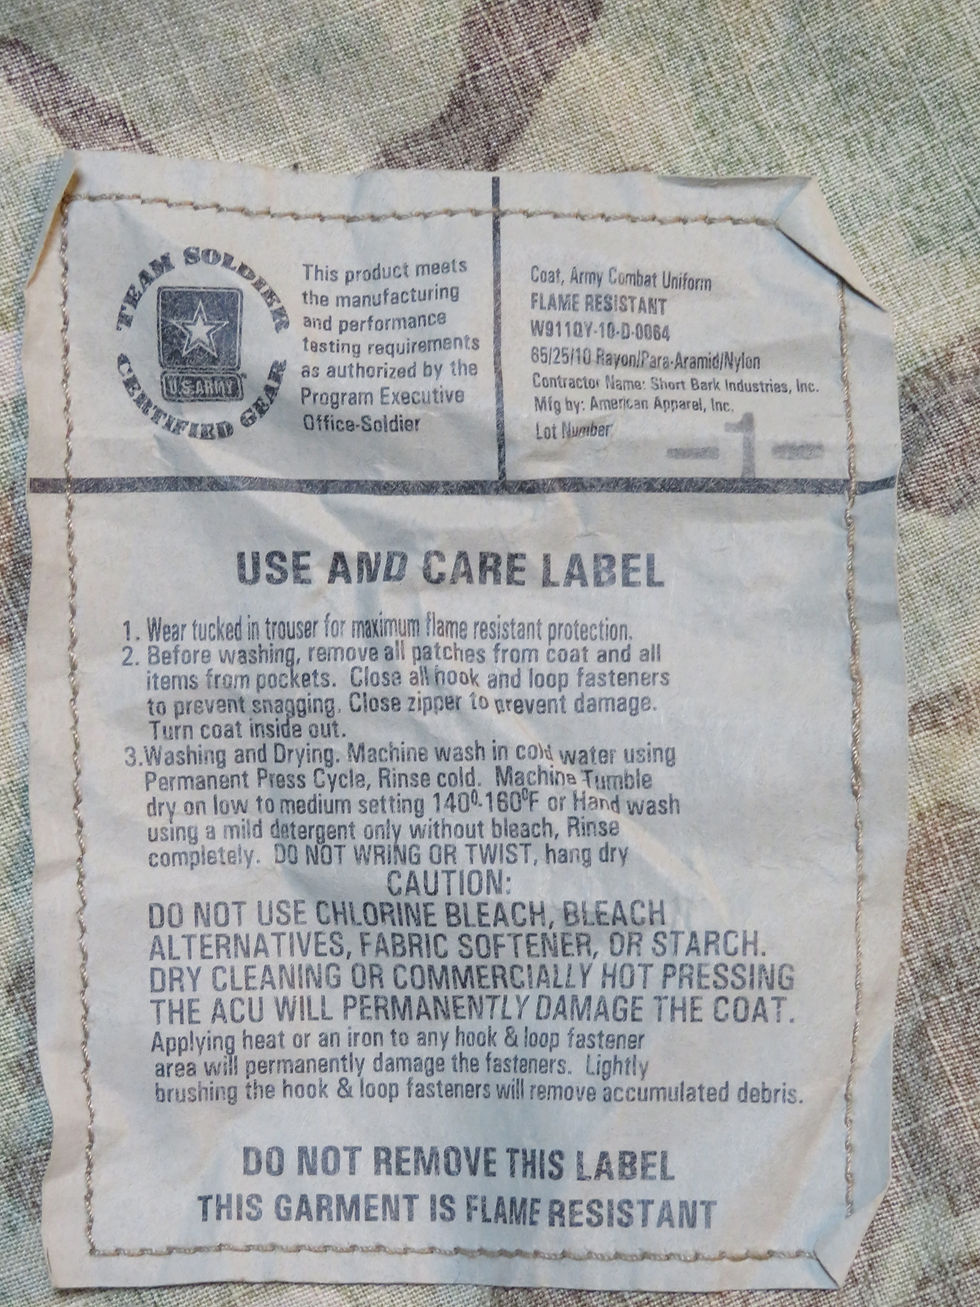 TEAM SOLDIER
CERTIFIED GEAR
U.S.ARMY
This product meets
the manufacturing
and performance
testing requirements
as authorized by the
Program Executive
Office-Soldier
Coat, Army Combat Uniform
FLAME RESISTANT
W911QY-10-D-0064
65/25/10 Rayon/Para-Aramid/Nylon
Contractor Name: Short Bark Industries, Inc.
Mfg by: American Apparel, Inc.
Lot Number
-1-
USE AND CARE LABEL
1. Wear tucked in trouser for maximum flame resistant protection.
2. Before washing, remove all patches from coat and all
items from pockets. Close all hook and loop fasteners
to prevent snagging. Close zipper to prevent damage.
Turn coat inside out.
3.Washing and Drying. Machine wash in cold water using
Permanent Press Cycle, Rinse cold. Machine Tumble
dry on low to medium setting 140⁰-160⁰F or Hand wash
using a mild detergent only without bleach, Rinse
completely. DO NOT WRING OR TWIST, hang dry
CAUTION:
DO NOT USE CHLORINE BLEACH, BLEACH
ALTERNATIVES, FABRIC SOFTENER, OR STARCH.
DRY CLEANING OR COMMERCIALLY HOT PRESSING
THE ACU WILL PERMANENTLY DAMAGE THE COAT.
Applying heat or an iron to any hook & loop fastener
area will permanently damage the fasteners. Lightly
brushing the hook & loop fasteners will remove accumulated debris.
DO NOT REMOVE THIS LABEL
THIS GARMENT IS FLAME RESISTANT